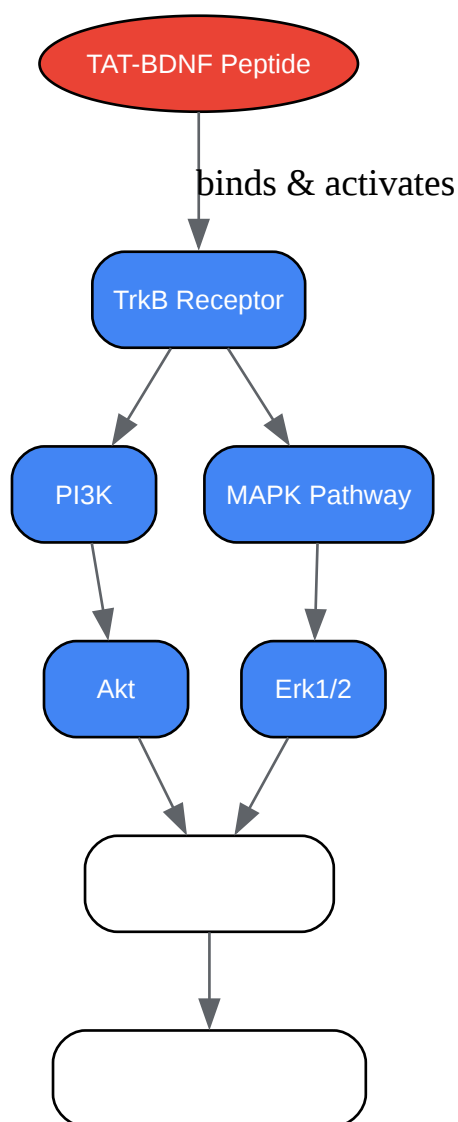 TAT-BDNF Peptide
binds & activates
TrkB Receptor
PI3K
MAPK Pathway
Akt
Erk1/2